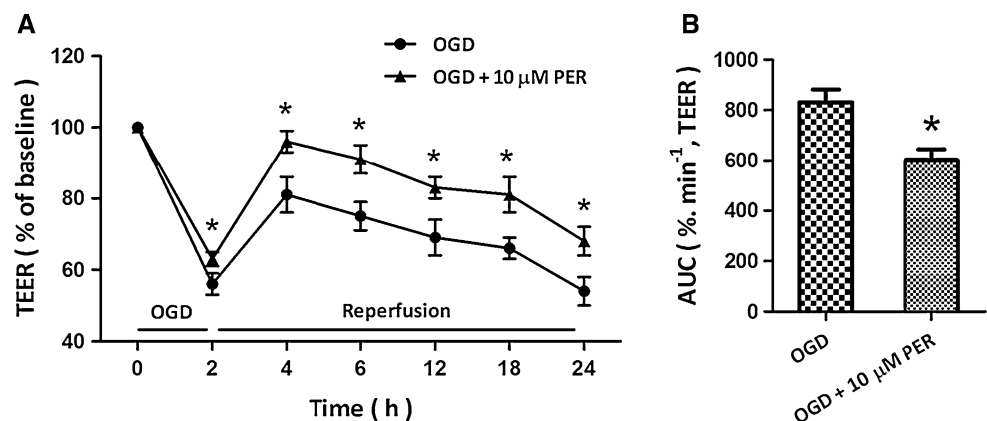 A
B
OGD
OGD + 10 μM PER
120
100
80
60
40
TEER ( % of baseline )
*
*
*
*
*
*
OGD
Reperfusion
0
2
4
6
12
18
24
Time ( h )
1000
800
600
400
200
0
AUC ( %. min⁻¹, TEER )
*
OGD
OGD + 10 μM PER